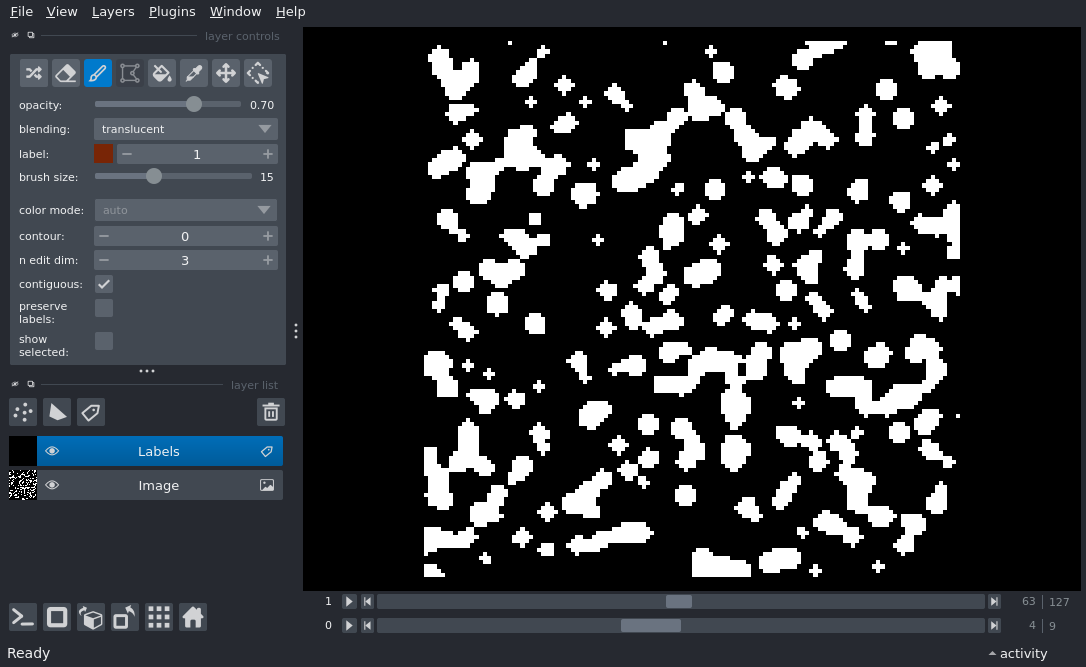 File View Layers Plugins Window Help
layer controls
opacity: 0.70
blending: translucent
label: 1
brush size: 15
color mode: auto
contour: 0
n edit dim: 3
contiguous:
preserve
labels:
show
selected:
layer list
Labels
Image
1 63 127
0 4 9
Ready activity